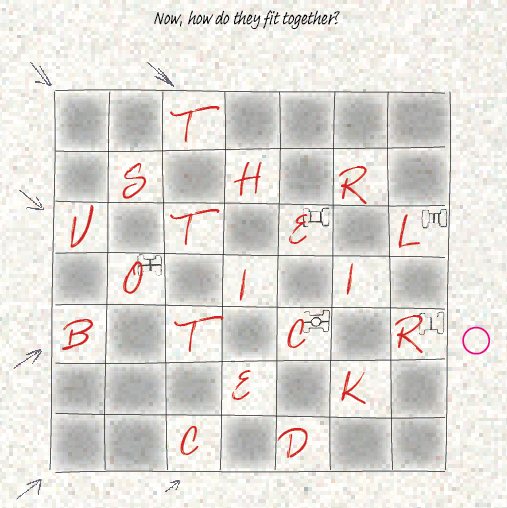 Now, how do they fit together?
T
S H R
U T E L
O I I
B T C R
E K
C D